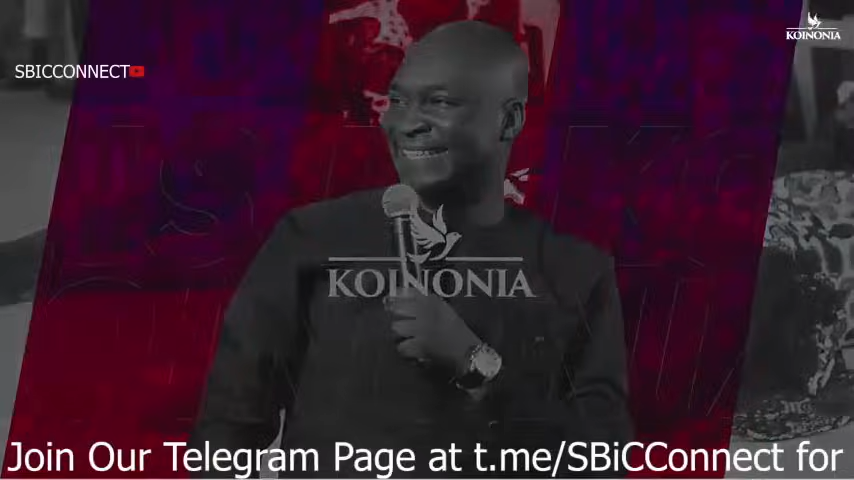 KOINONIA
SBICCONNECT
KOINONIA
Join Our Telegram Page at t.me/SBiCConnect for